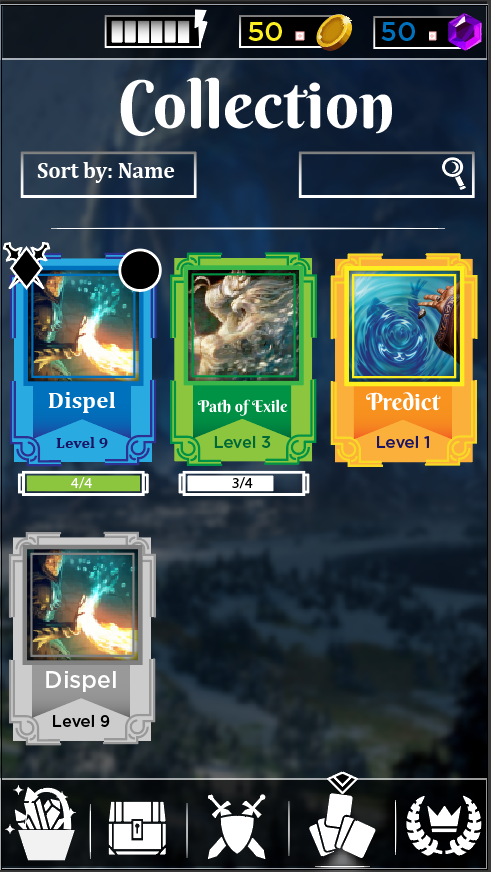 50
50
Collection
Sort by: Name
Dispel
Level 9
Path of Exile
Level 3
Predict
Level 1
4/4
3/4
Dispel
Level 9